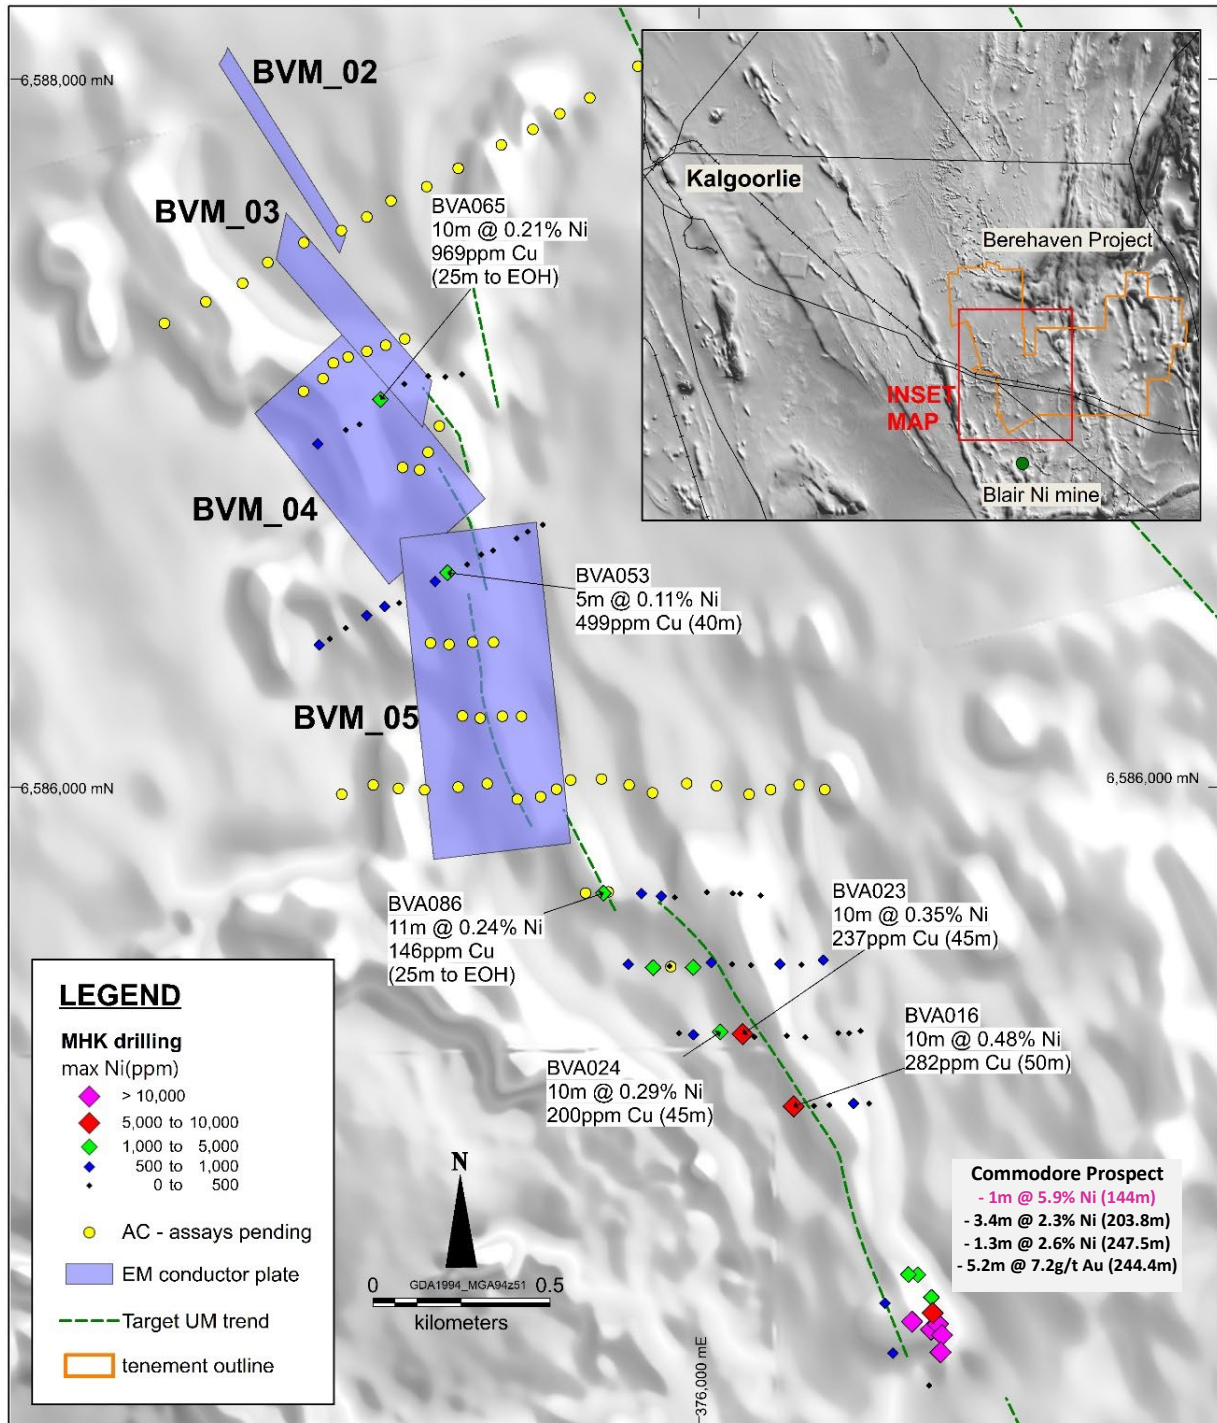 6,588,000 mN
BVM_02
BVM_03
BVA065
10m @ 0.21% Ni
969ppm Cu
(25m to EOH)
Kalgoorlie
Berehaven Project
INSET
MAP
Blair Ni mine
BVM_04
BVA053
5m @ 0.11% Ni
499ppm Cu (40m)
BVM_05
6,586,000 mN
6,586,000 mN
BVA086
11m @ 0.24% Ni
146ppm Cu
(25m to EOH)
BVA023
10m @ 0.35% Ni
237ppm Cu (45m)
BVA016
10m @ 0.48% Ni
282ppm Cu (50m)
BVA024
10m @ 0.29% Ni
200ppm Cu (45m)
LEGEND
MHK drilling
max Ni(ppm)
> 10,000
5,000 to 10,000
1,000 to 5,000
500 to 1,000
0 to 500
AC - assays pending
EM conductor plate
Target UM trend
tenement outline
N
0 GDA1994_MGA94z51 0.5
kilometers
376,000 mE
Commodore Prospect
- 1m @ 5.9% Ni (144m)
- 3.4m @ 2.3% Ni (203.8m)
- 1.3m @ 2.6% Ni (247.5m)
- 5.2m @ 7.2g/t Au (244.4m)